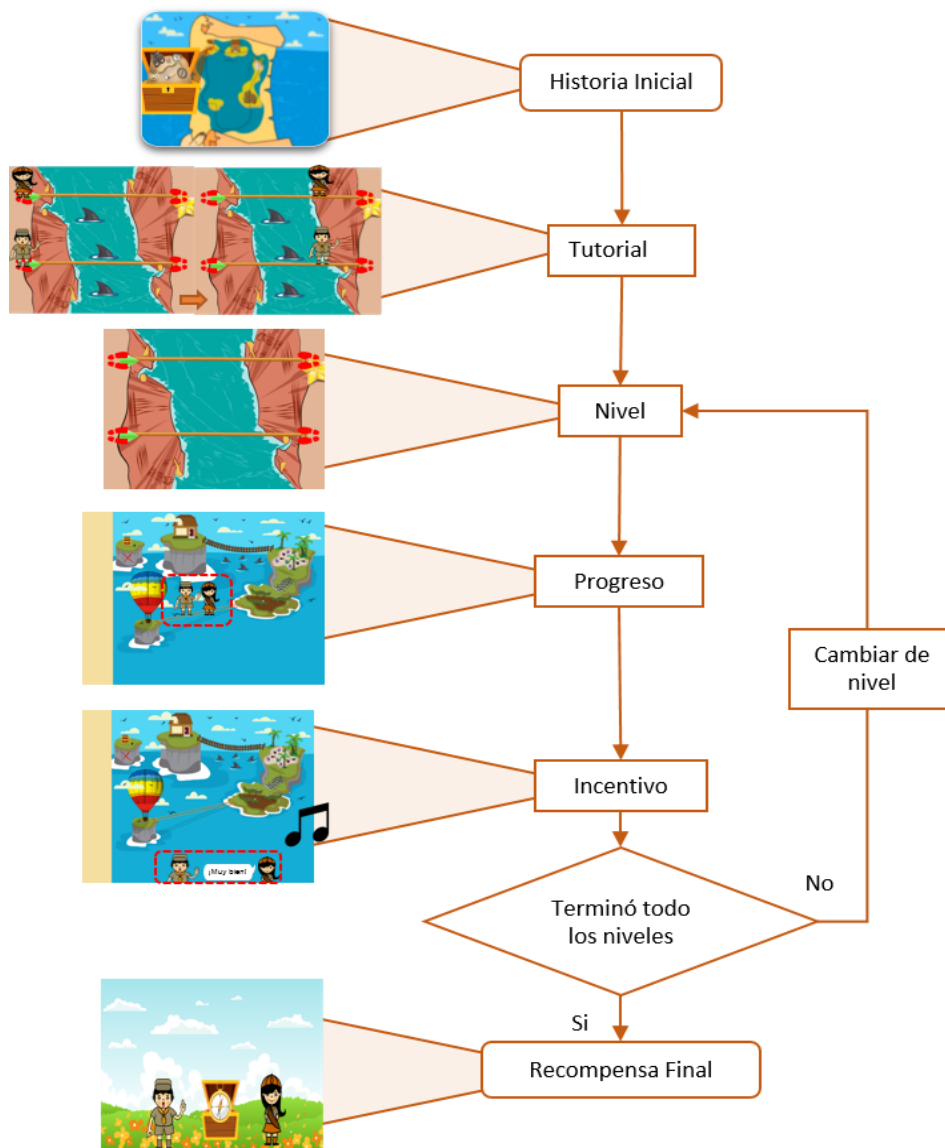 Historia Inicial
Tutorial
Nivel
Progreso
Cambiar de
nivel
Incentivo
¡Muy bien!
No
Terminó todo
los niveles
Si
Recompensa Final